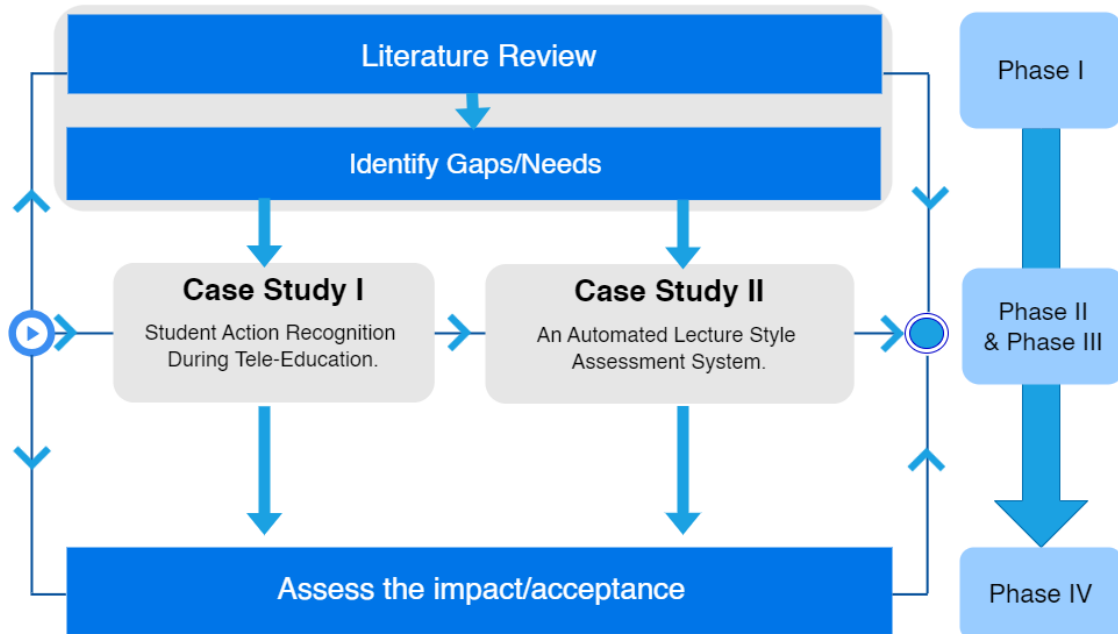 Literature Review
Phase I
Identify Gaps/Needs
Case Study I
Student Action Recognition
During Tele-Education.
Case Study II
An Automated Lecture Style
Assessment System.
Phase II
& Phase III
Assess the impact/acceptance
Phase IV